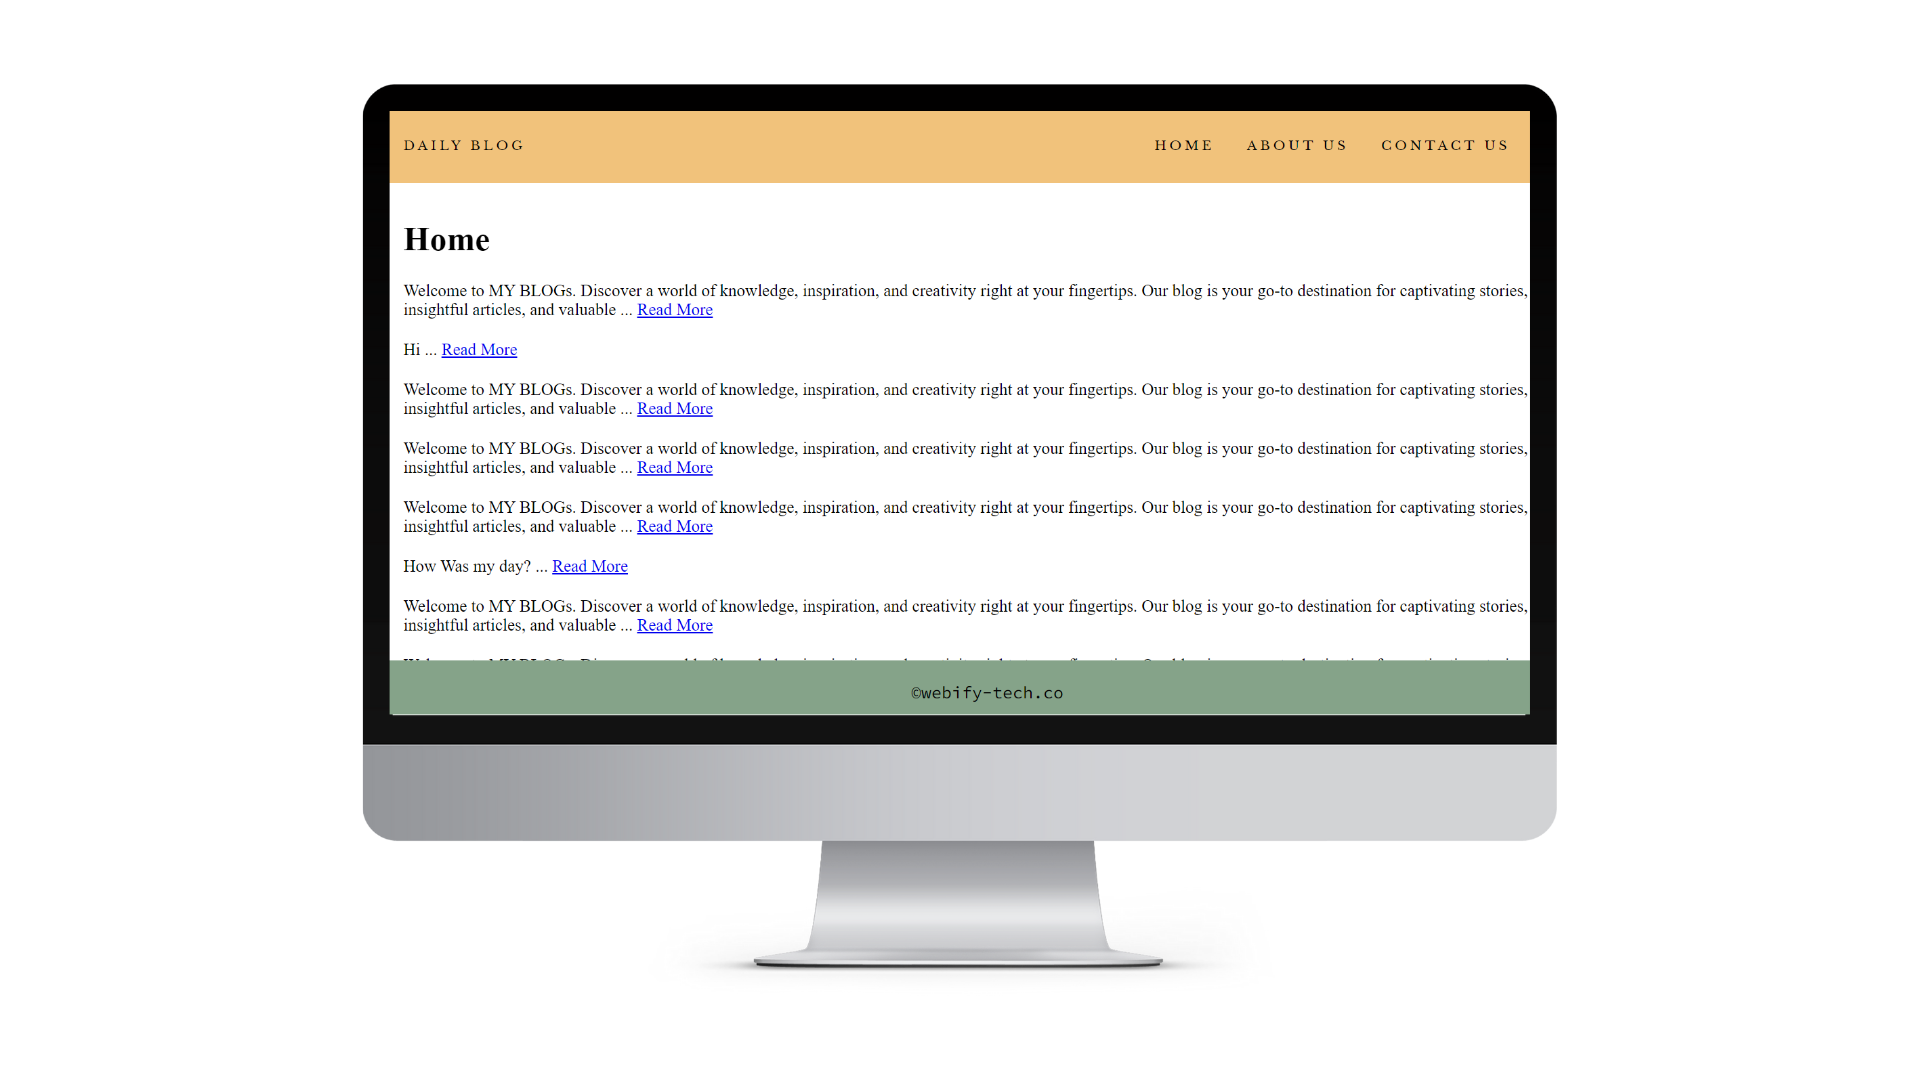 DAILY BLOG HOME ABOUT US CONTACT US
Home
Welcome to MY BLOGs. Discover a world of knowledge, inspiration, and creativity right at your fingertips. Our blog is your go-to destination for captivating stories,
insightful articles, and valuable ... Read More
Hi ... Read More
Welcome to MY BLOGs. Discover a world of knowledge, inspiration, and creativity right at your fingertips. Our blog is your go-to destination for captivating stories,
insightful articles, and valuable ... Read More
Welcome to MY BLOGs. Discover a world of knowledge, inspiration, and creativity right at your fingertips. Our blog is your go-to destination for captivating stories,
insightful articles, and valuable ... Read More
Welcome to MY BLOGs. Discover a world of knowledge, inspiration, and creativity right at your fingertips. Our blog is your go-to destination for captivating stories,
insightful articles, and valuable ... Read More
How Was my day? ... Read More
Welcome to MY BLOGs. Discover a world of knowledge, inspiration, and creativity right at your fingertips. Our blog is your go-to destination for captivating stories,
insightful articles, and valuable ... Read More
©webify-tech.co